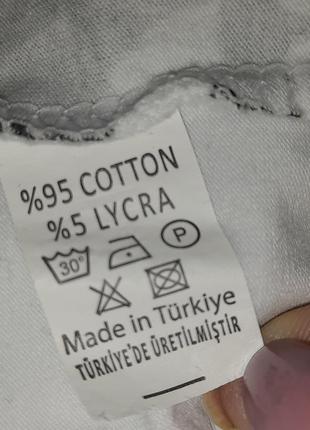 %95 COTTON
%5 LYCRA
30° P
Made in Türkiye
TÜRKİYE'DE ÜRETİLMİŞTİR